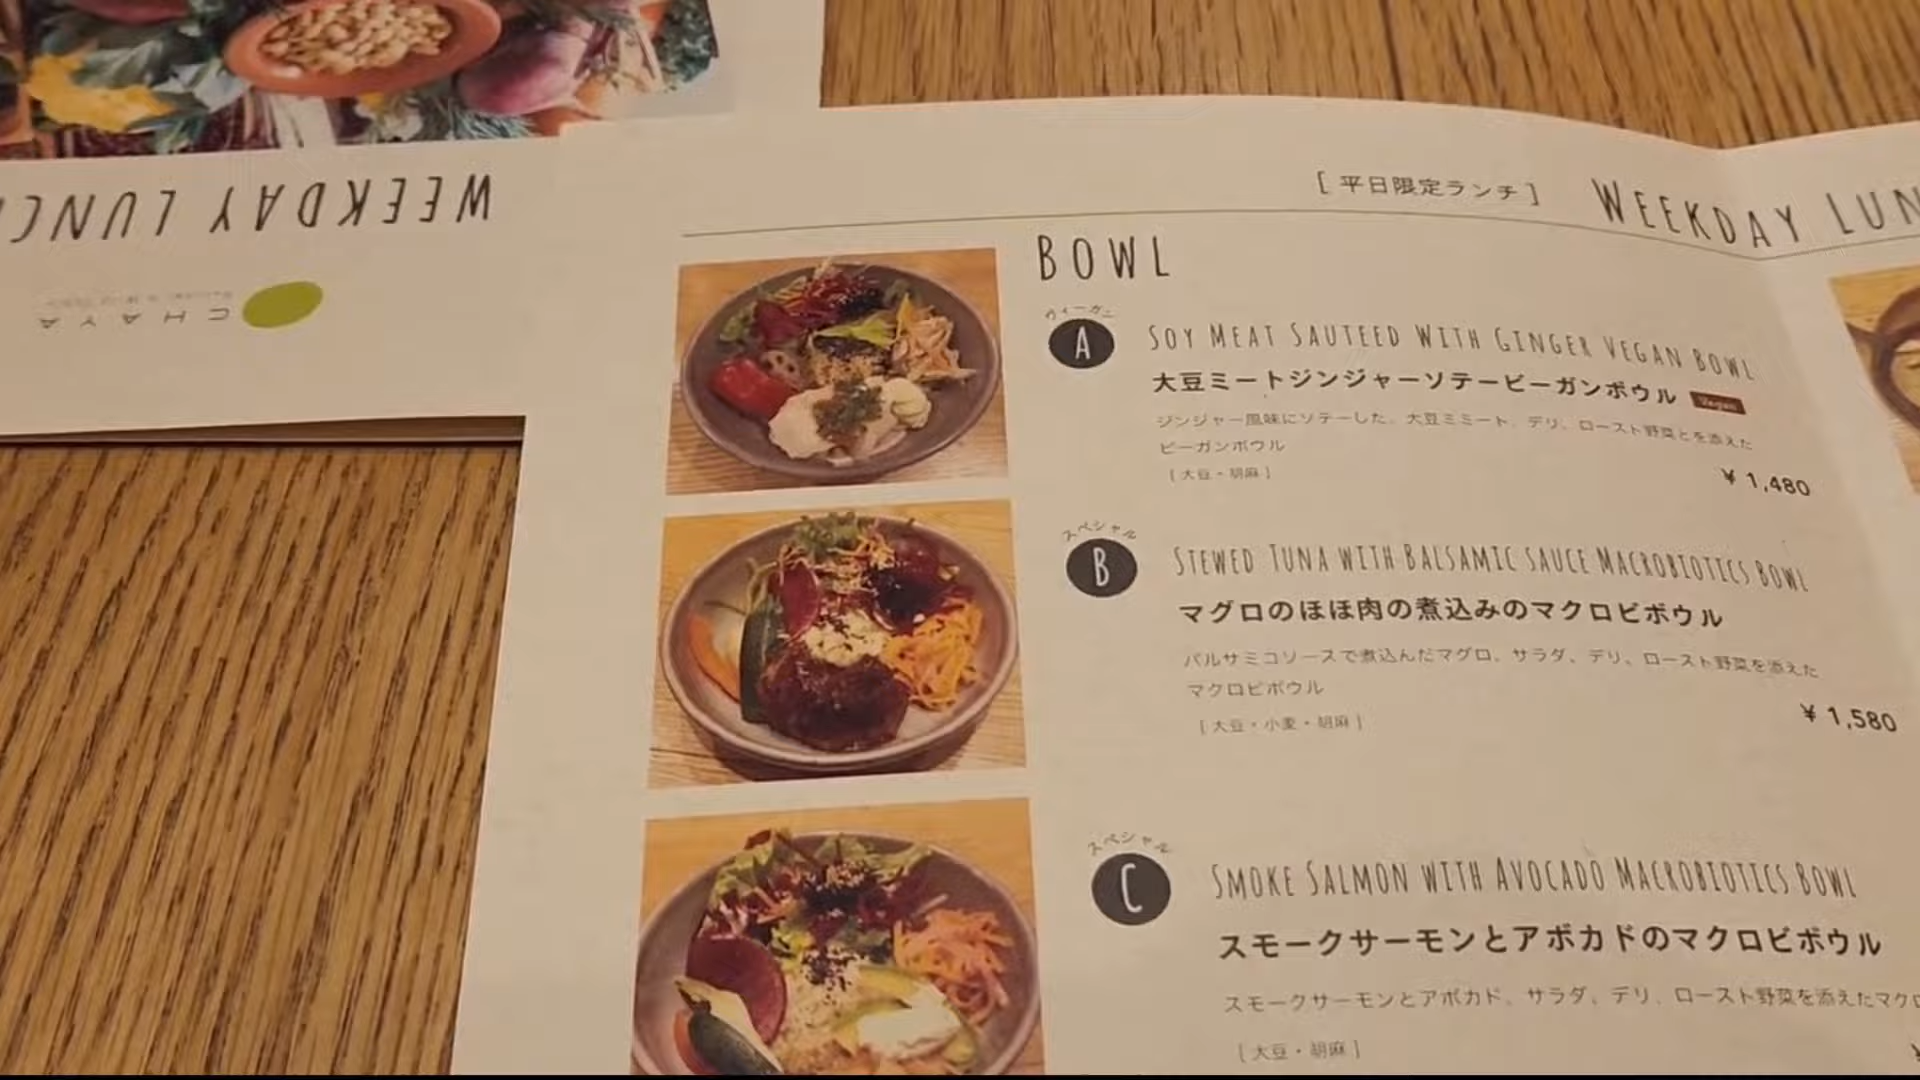 WEEKDAY LUNC
CHAYA
[ 平日限定ランチ ]
WEEKDAY LUN
BOWL
ヴィーガン
A
SOY MEAT SAUTEED WITH GINGER VEGAN BOWL
大豆ミートジンジャーソテービーガンボウル Vegan
ジンジャー風味にソテーした、大豆ミミート、デリ、ロースト野菜とを添えた
ビーガンボウル
[ 大豆・胡麻 ]
¥ 1,480
スペシャル
B
STEWED TUNA WITH BALSAMIC SAUCE MACROBIOTICS BOWL
マグロのほほ肉の煮込みのマクロビボウル
バルサミコソースで煮込んだマグロ、サラダ、デリ、ロースト野菜を添えた
マクロビボウル
[ 大豆・小麦・胡麻 ]
¥ 1,580
スペシャル
C
SMOKE SALMON WITH AVOCADO MACROBIOTICS BOWL
スモークサーモンとアボカドのマクロビボウル
スモークサーモンとアボカド、サラダ、デリ、ロースト野菜を添えたマクロ
[ 大豆・胡麻 ]
¥